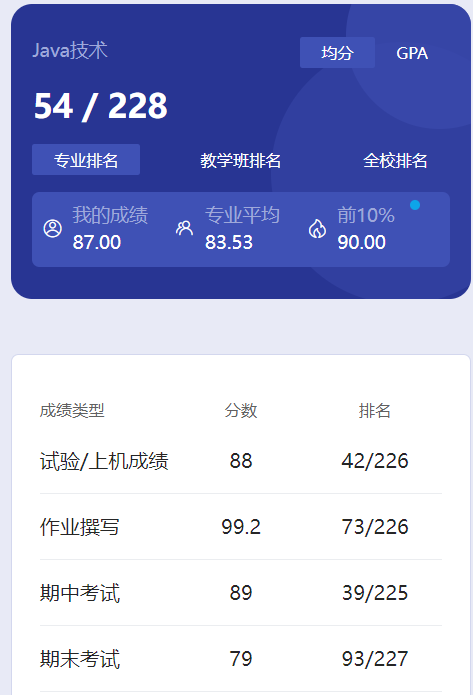 Java技术 均分 GPA
54 / 228
专业排名 教学班排名 全校排名
我的成绩 专业平均 前10%
87.00 83.53 90.00
成绩类型 分数 排名
试验/上机成绩 88 42/226
作业撰写 99.2 73/226
期中考试 89 39/225
期末考试 79 93/227